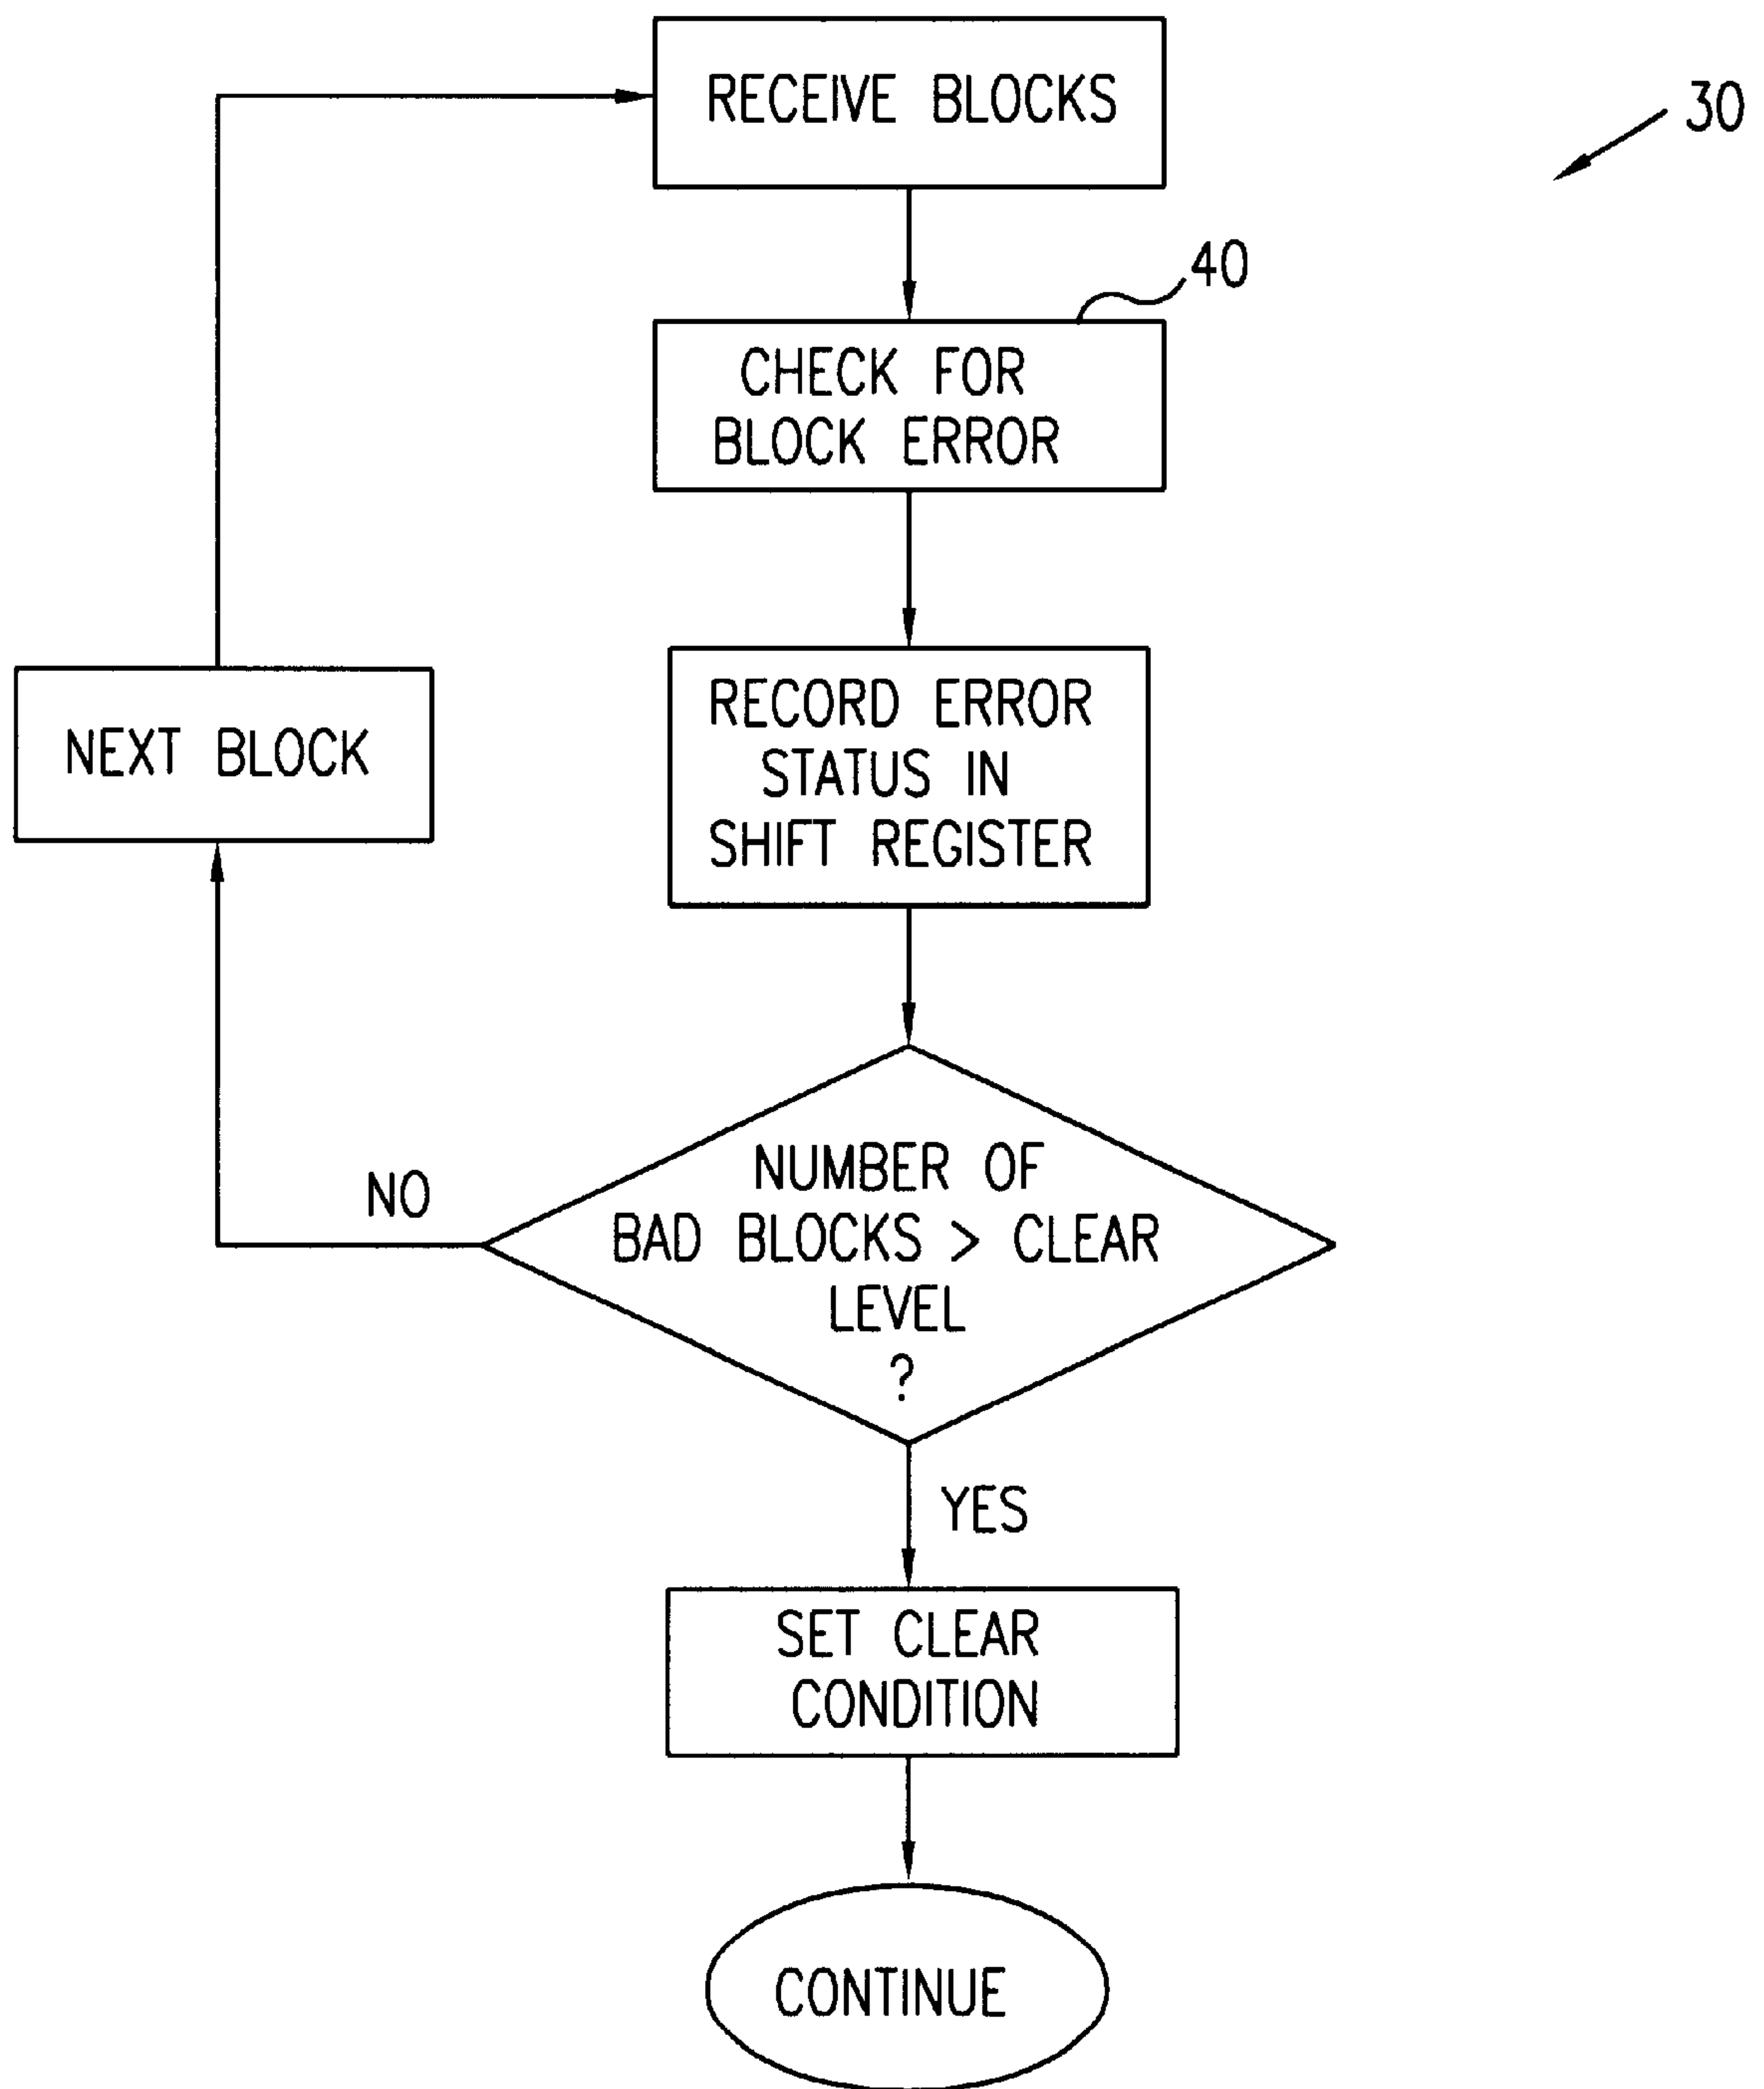 RECEIVE BLOCKS
30
40
CHECK FOR
BLOCK ERROR
RECORD ERROR
STATUS IN
SHIFT REGISTER
NEXT BLOCK
NUMBER OF
BAD BLOCKS > CLEAR
LEVEL
?
NO
YES
SET CLEAR
CONDITION
CONTINUE